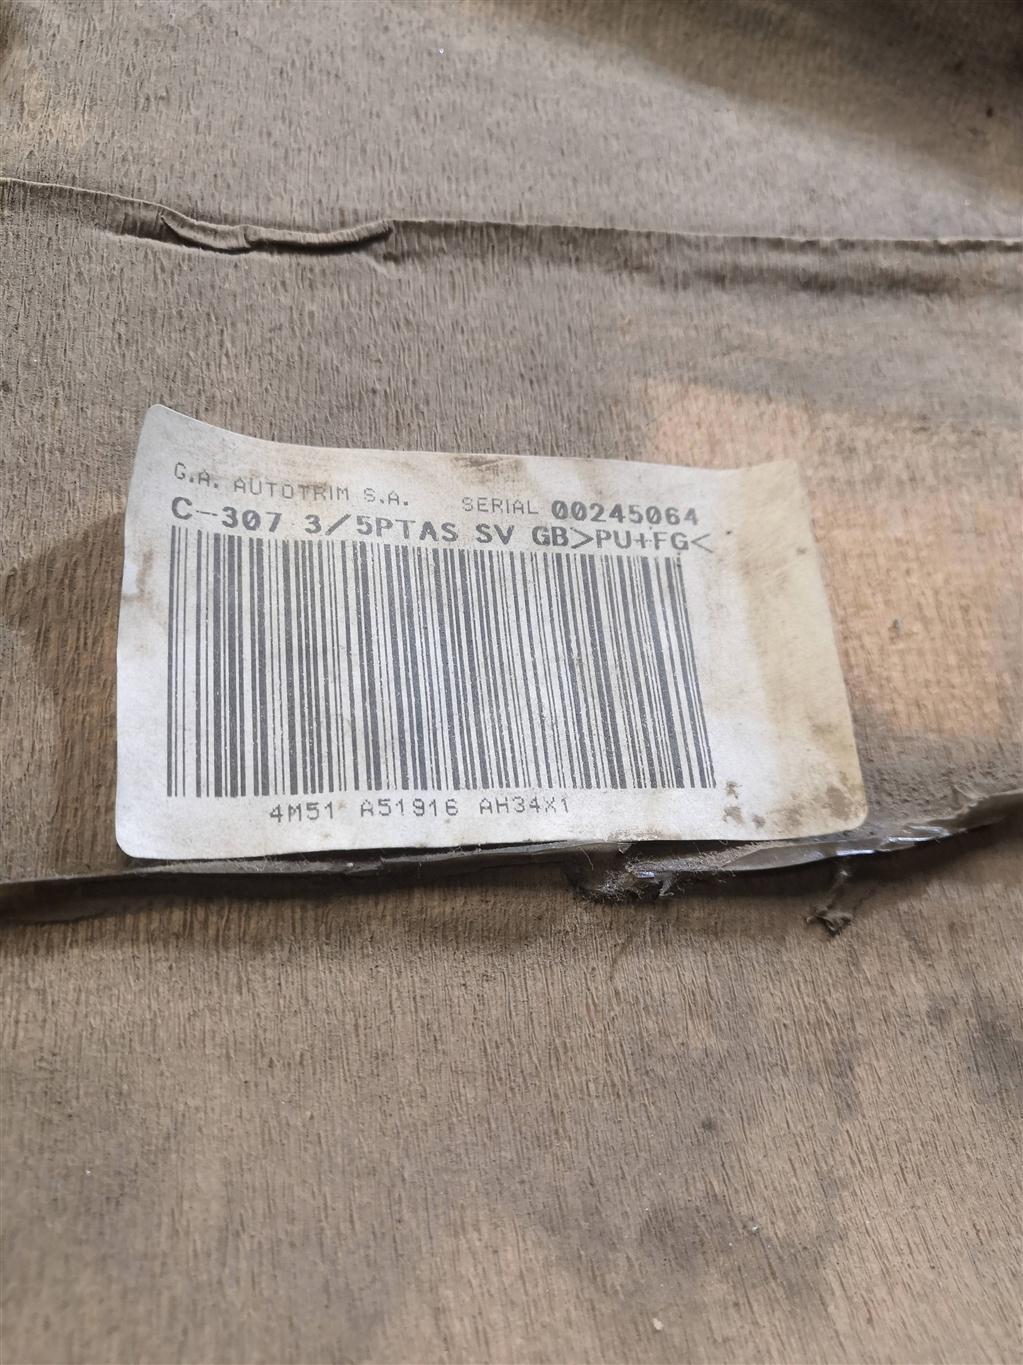 G.A. AUTOTRIM S.A. SERIAL 00245064
C-307 3/5PTAS SV GB>PU+FG<
4M51 A51916 AH34X1